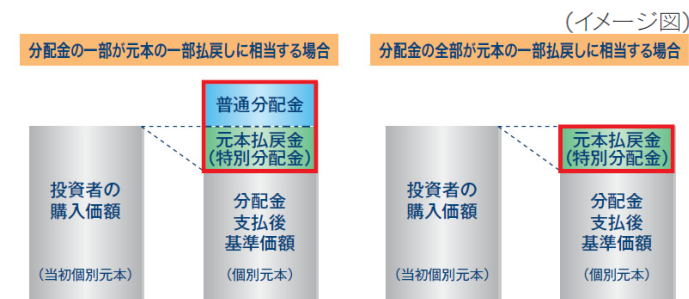 (イメージ図)
分配金の一部が元本の一部払戻しに相当する場合
普通分配金
元本払戻金
(特別分配金)
投資者の
購入価額
(当初個別元本)
分配金
支払後
基準価額
(個別元本)
分配金の全部が元本の一部払戻しに相当する場合
元本払戻金
(特別分配金)
投資者の
購入価額
(当初個別元本)
分配金
支払後
基準価額
(個別元本)